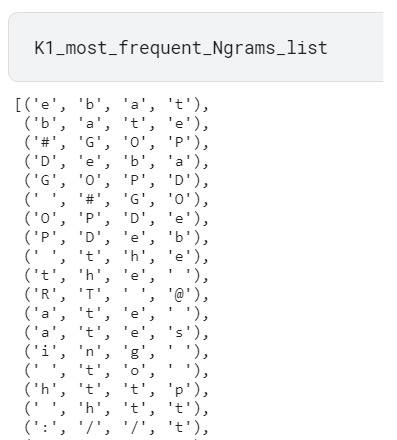 K1_most_frequent_Ngrams_list
[('e', 'b', 'a', 't'),
('b', 'a', 't', 'e'),
('#', 'G', 'O', 'P'),
('D', 'e', 'b', 'a'),
('G', 'O', 'P', 'D'),
(' ', '#', 'G', 'O'),
('O', 'P', 'D', 'e'),
('P', 'D', 'e', 'b'),
(' ', 't', 'h', 'e'),
('t', 'h', 'e', ' '),
('R', 'T', ' ', '@'),
('a', 't', 'e', ' '),
('a', 't', 'e', 's'),
('i', 'n', 'g', ' '),
(' ', 't', 'o', ' '),
('h', 't', 't', 'p'),
(' ', 'h', 't', 't'),
(':', '/', '/', 't'),